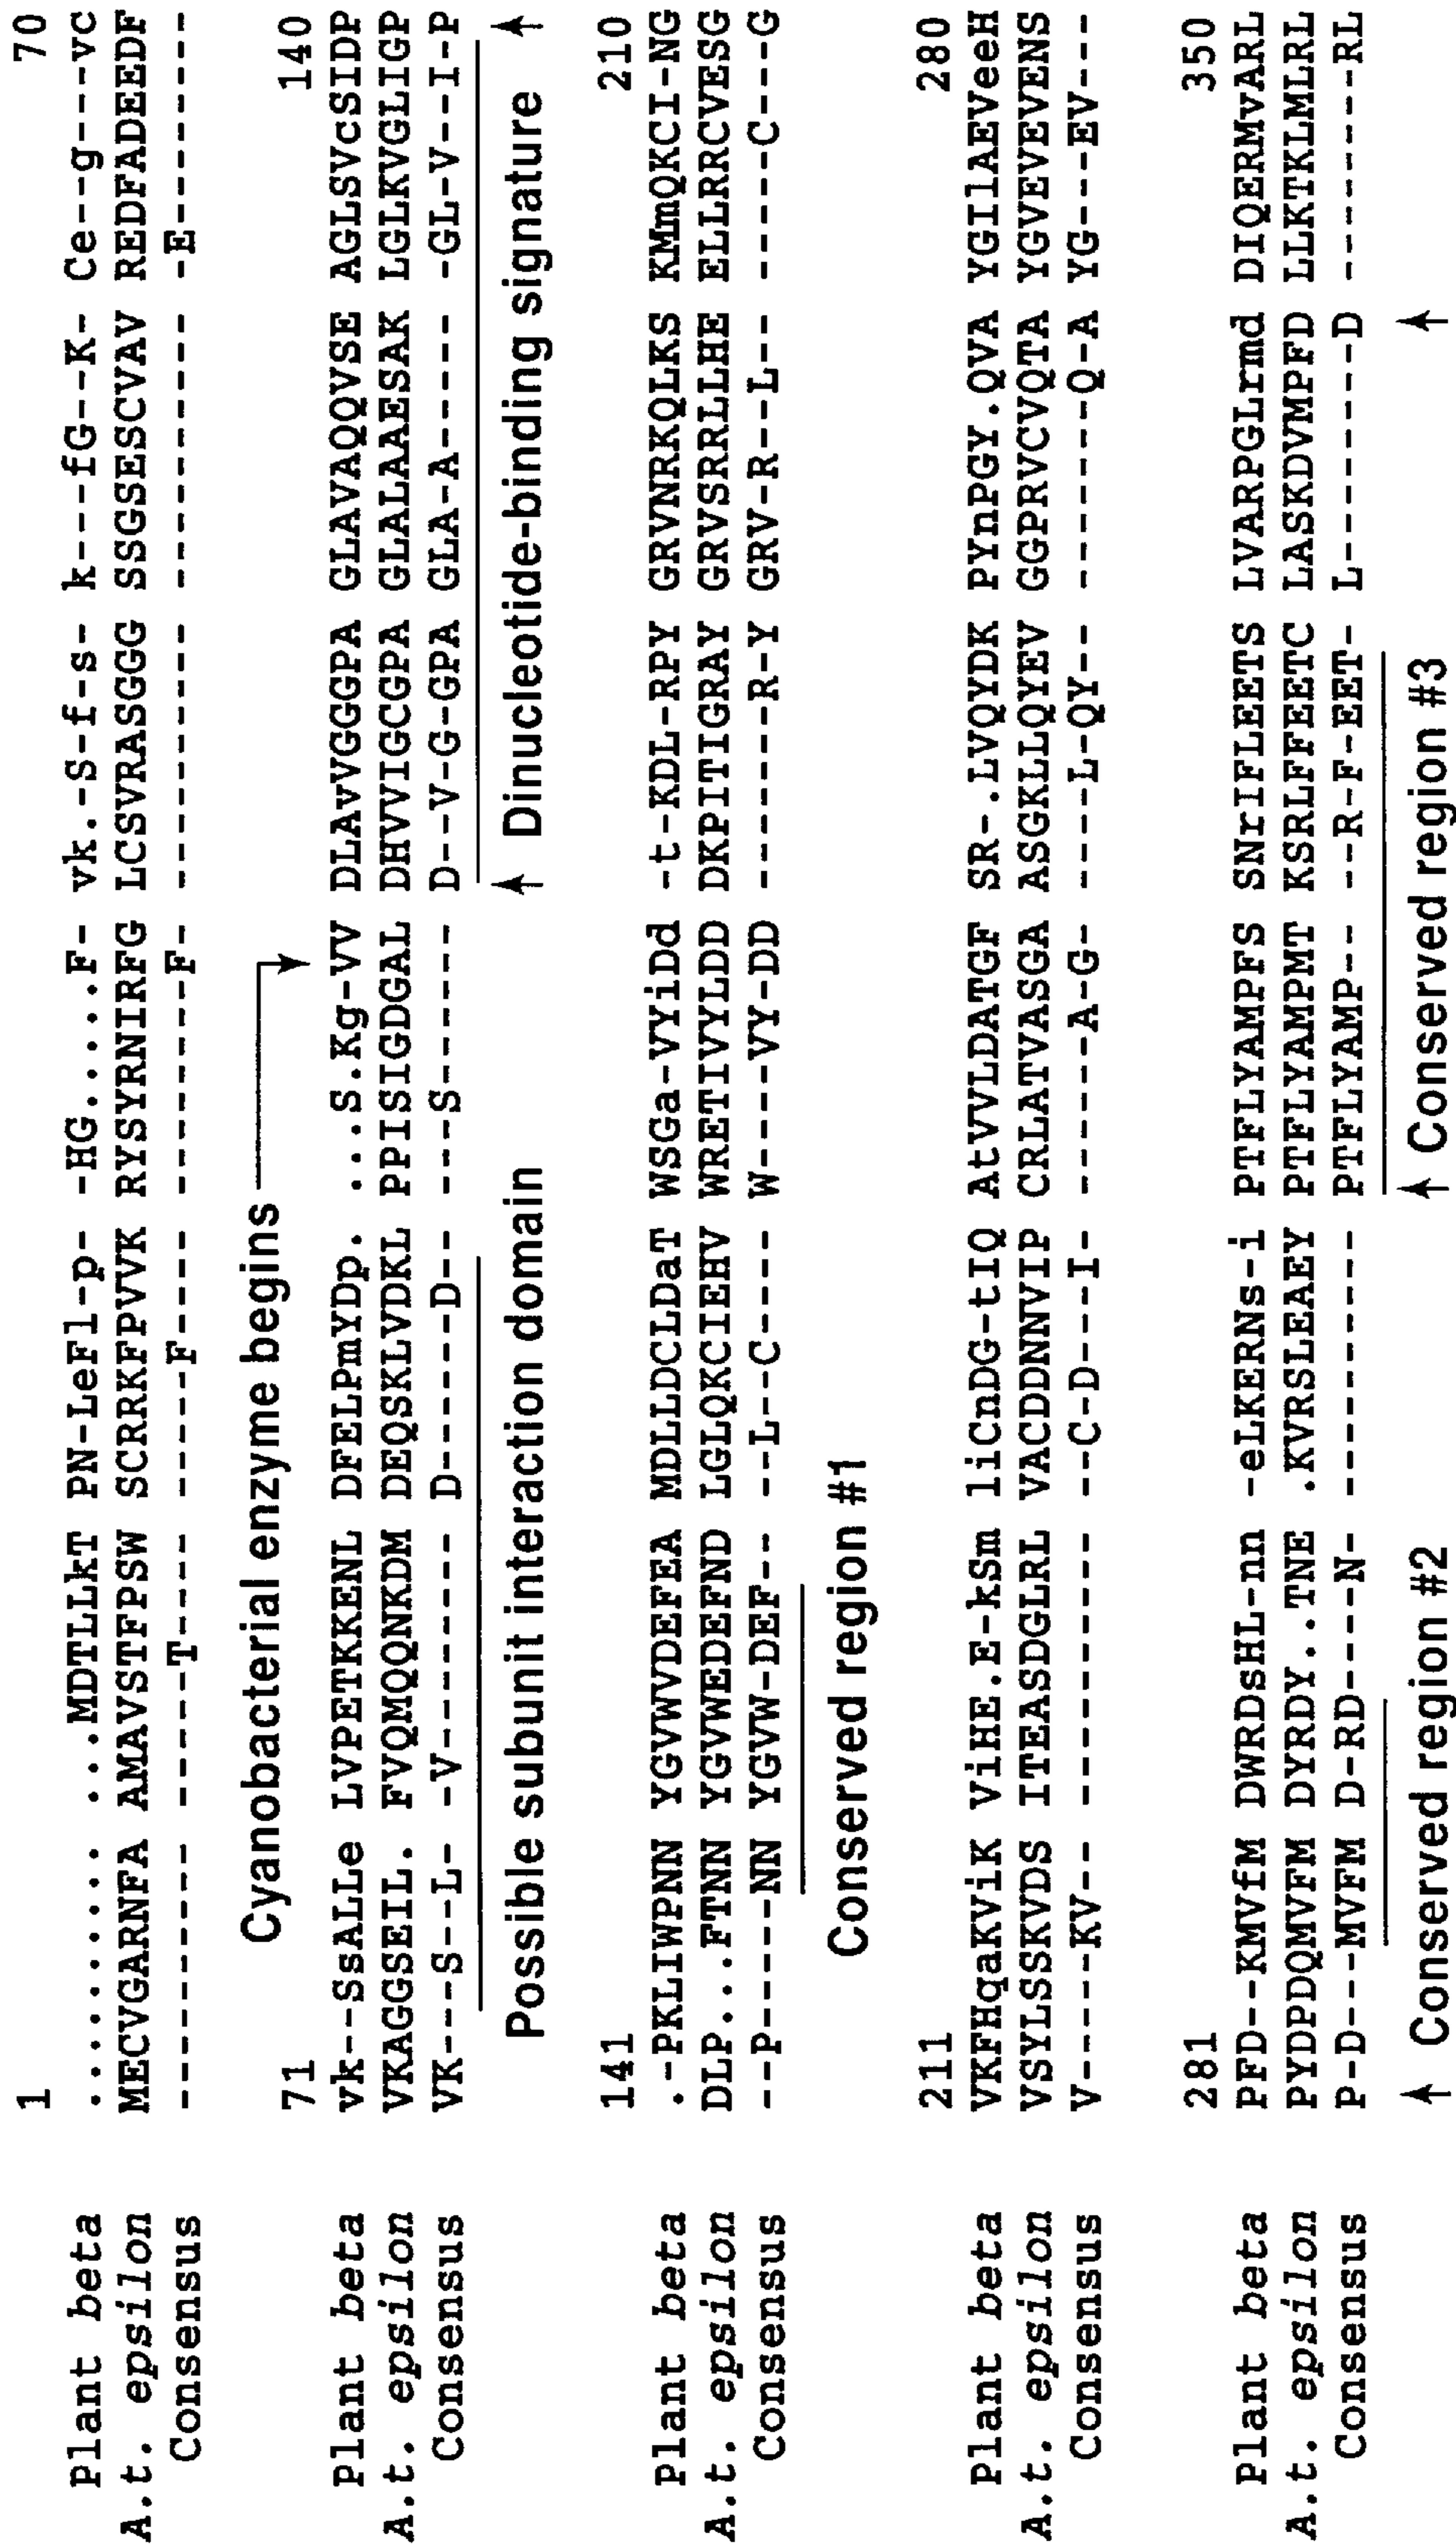 1 70
Plant beta .......... ...MDTLLkT PN-LeFl-p- -HG.....F- vk.-S-f-s- k---fG--K- Ce--g---vc
A.t. epsilon MECVGARNFA AMAVSTFPSW SCRRKFPVVK RYSYRNIRFG LCSVRASGGG SSGSESCVAV REDFADEEDF
Consensus ---------- ------T---- -----F---- --------F- ---------- ---------- -E--------
Cyanobacterial enzyme begins
71 140
Plant beta vk--SsALLe LVPETKKENL DFELPmYDp. ...S.Kg-VV DLAvVGGGPA GLAVAQQVSE AGLSVcSIDP
A.t. epsilon VKAGGSEIL. FVQMQQNKDM DEQSKLVDKL PPISIGDGAL DHVVIGCGPA GLALAAESAK LGLKVGLIGP
Consensus VK---S--L- -V-------- D------D-- ---S------ D--V-G-GPA GLA-A----- -GL-V--I-P
Possible subunit interaction domain ↑ Dinucleotide-binding signature ↑
141 210
Plant beta .-PKLIWPNN YGVWVDEFEA MDLLDCLDaT WSGa-VYiDd -t-KDL-RPY GRVNRKQLKS KMmQKCI-NG
A.t. epsilon DLP...FTNN YGVWEDEFND LGLQKCIEHV WRETIVYLDD DKPITIGRAY GRVSRRLLHE ELLRRCVESG
Consensus --P-----NN YGVW-DEF-- --L--C---- W----VY-DD -------R-Y GRV-R--L-- -----C---G
Conserved region #1
211 280
Plant beta VKFHqaKViK ViHE.E-kSm liCnDG-tIQ AtVVLDATGF SR-.LVQYDK PYnPGY.QVA YGIlAEVeeH
A.t. epsilon VSYLSSKVDS ITEASDGLRL VACDDNNVIP CRLATVASGA ASGKLLQYEV GGPRVCVQTA YGVEVEVENS
Consensus V-----KV-- ---------- --C-D---I- -------A-G- -----L-QY-- -------Q-A YG---EV---
281 350
Plant beta PFD--KMVfM DWRDsHL-nn -eLKERNs-i PTFLYAMPFS SNrIFLEETS LVARPGLrmd DIQERMvARL
A.t. epsilon PYDPDQMVFM DYRDY..TNE .KVRSLEAEY PTFLYAMPMT KSRLFFEETC LASKDVMPFD LLKTKLMLRL
Consensus P-D---MVFM D-RD----N- ---------- PTFLYAMP-- --R-F-EET- L--------D --------RL
↑ Conserved region #2 ↑ Conserved region #3 ↑